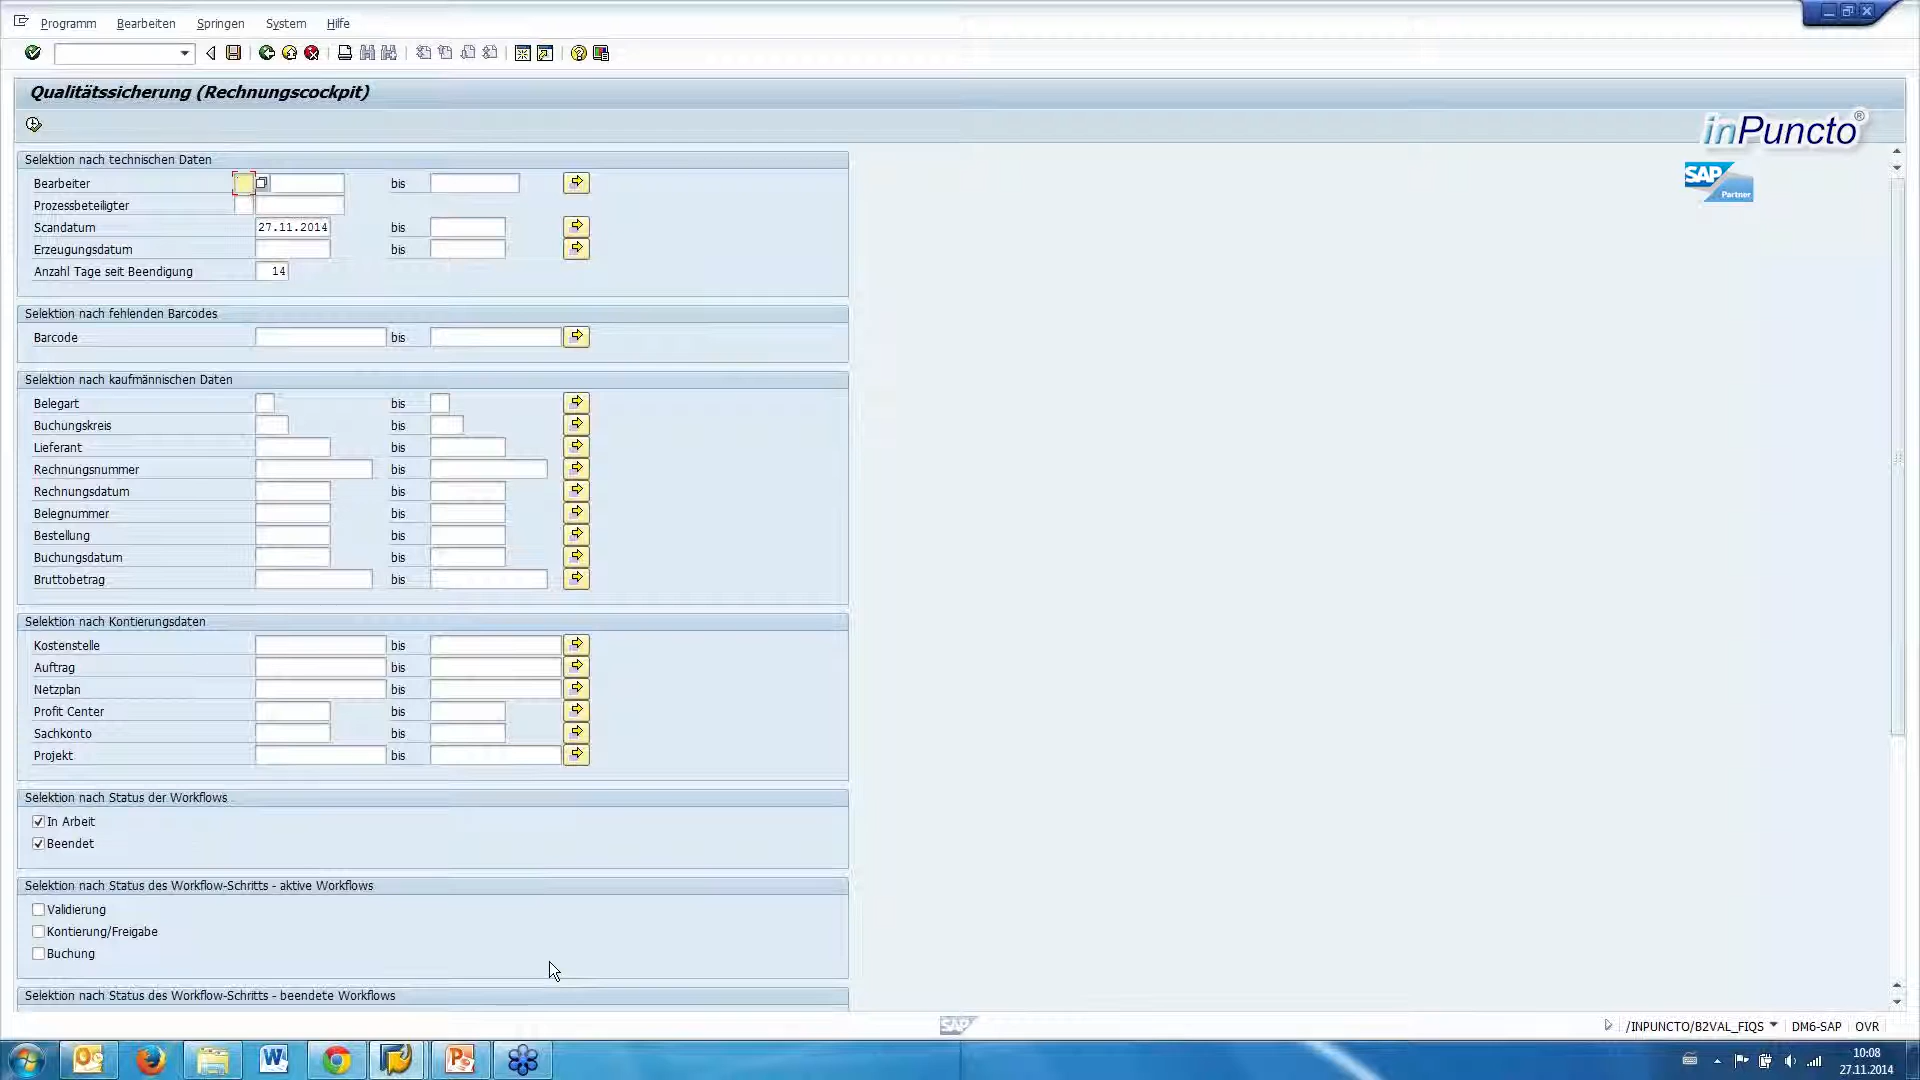 Programm Bearbeiten Springen System Hilfe
Qualitätssicherung (Rechnungscockpit)
inPuncto®
SAP Partner
Selektion nach technischen Daten
Bearbeiter bis
Prozessbeteiligter
Scandatum 27.11.2014 bis
Erzeugungsdatum bis
Anzahl Tage seit Beendigung 14
Selektion nach fehlenden Barcodes
Barcode bis
Selektion nach kaufmännischen Daten
Belegart bis
Buchungskreis bis
Lieferant bis
Rechnungsnummer bis
Rechnungsdatum bis
Belegnummer bis
Bestellung bis
Buchungsdatum bis
Bruttobetrag bis
Selektion nach Kontierungsdaten
Kostenstelle bis
Auftrag bis
Netzplan bis
Profit Center bis
Sachkonto bis
Projekt bis
Selektion nach Status der Workflows
In Arbeit
Beendet
Selektion nach Status des Workflow-Schritts - aktive Workflows
Validierung
Kontierung/Freigabe
Buchung
Selektion nach Status des Workflow-Schritts - beendete Workflows
SAP
/INPUNCTO/B2VAL_FIQS DM6-SAP OVR
10:08
27.11.2014